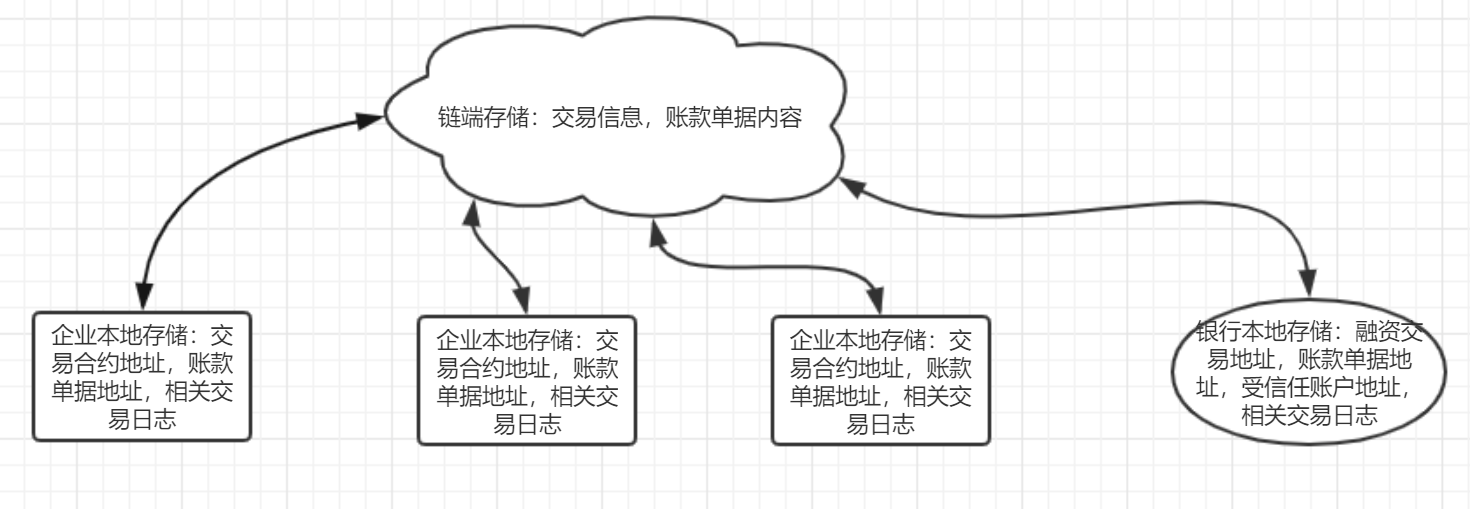 链端存储：交易信息，账款单据内容
企业本地存储：交
易合约地址，账款
单据地址，相关交
易日志
企业本地存储：交
易合约地址，账款
单据地址，相关交
易日志
企业本地存储：交
易合约地址，账款
单据地址，相关交
易日志
银行本地存储：融资交
易地址，账款单据地
址，受信任账户地址，
相关交易日志